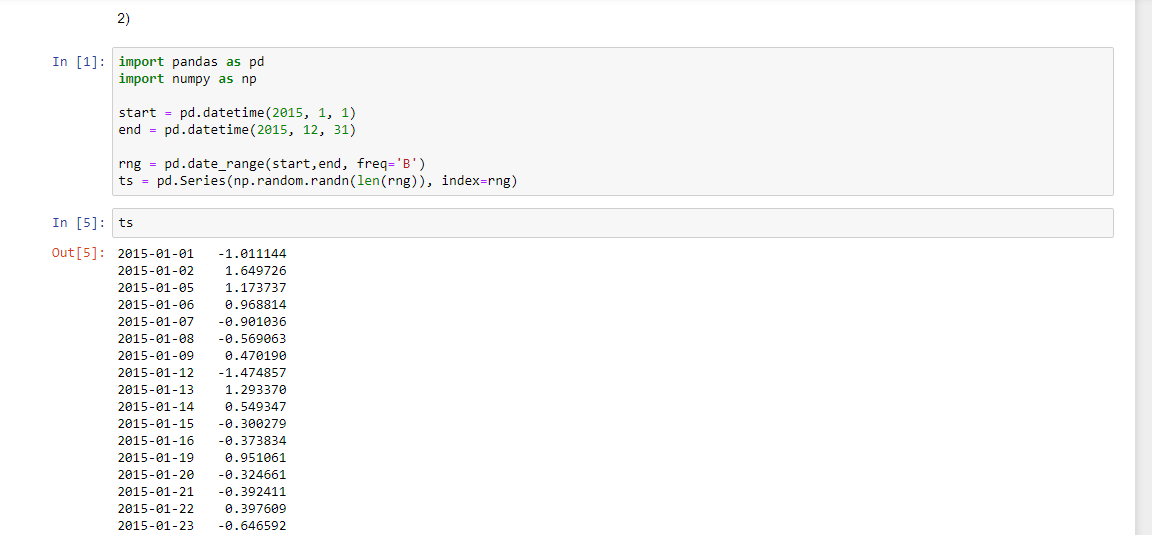 2)
In [1]: import pandas as pd
import numpy as np
start = pd.datetime(2015, 1, 1)
end = pd.datetime(2015, 12, 31)
rng = pd.date_range(start,end, freq='B')
ts = pd.Series(np.random.randn(len(rng)), index=rng)
In [5]: ts
Out[5]: 2015-01-01   -1.011144
2015-01-02    1.649726
2015-01-05    1.173737
2015-01-06    0.968814
2015-01-07   -0.901036
2015-01-08   -0.569063
2015-01-09    0.470190
2015-01-12   -1.474857
2015-01-13    1.293370
2015-01-14    0.549347
2015-01-15   -0.300279
2015-01-16   -0.373834
2015-01-19    0.951061
2015-01-20   -0.324661
2015-01-21   -0.392411
2015-01-22    0.397609
2015-01-23   -0.646592